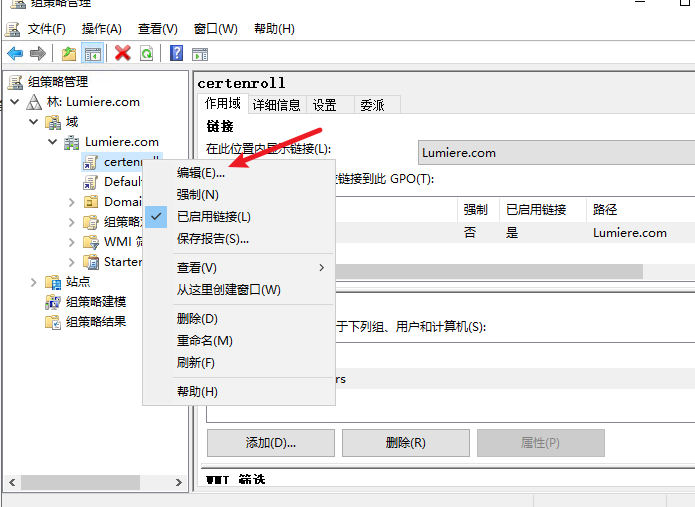 组策略管理
文件(F) 操作(A) 查看(V) 窗口(W) 帮助(H)
组策略管理
林: Lumiere.com
域
Lumiere.com
certenroll
Default
Domai
组策略
WMI
Starter
站点
组策略建模
组策略结果
编辑(E)...
强制(N)
已启用链接(L)
保存报告(S)...
查看(V)
从这里创建窗口(W)
删除(D)
重命名(M)
刷新(F)
帮助(H)
certenroll
作用域 详细信息 设置 委派
链接
在此位置内显示链接(L):
Lumiere.com
链接到此 GPO(T):
强制 已启用链接 路径
否 是 Lumiere.com
于下列组、用户和计算机(S):
rs
添加(D)... 删除(R) 属性(P)
WMI 筛选